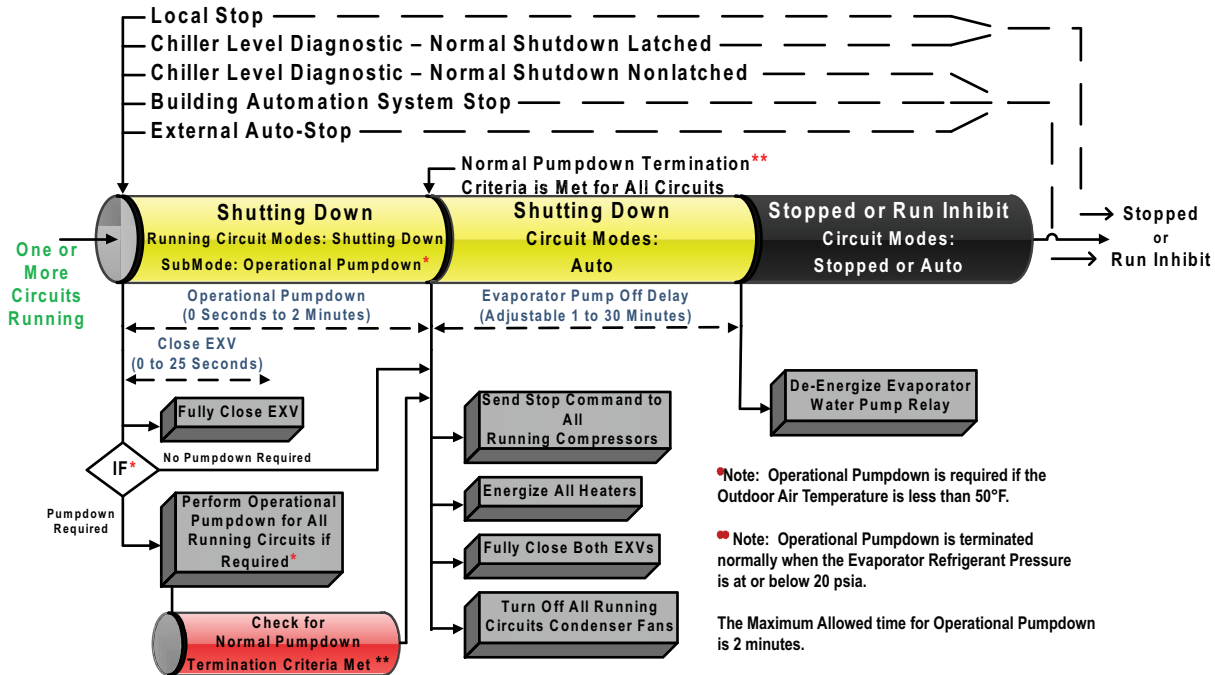 Local Stop
Chiller Level Diagnostic – Normal Shutdown Latched
Chiller Level Diagnostic – Normal Shutdown Nonlatched
Building Automation System Stop
External Auto-Stop
Normal Pumpdown Termination**
Criteria is Met for All Circuits
One or
More
Circuits
Running
Shutting Down
Running Circuit Modes: Shutting Down
SubMode: Operational Pumpdown*
Shutting Down
Circuit Modes:
Auto
Stopped or Run Inhibit
Circuit Modes:
Stopped or Auto
Stopped
or
Run Inhibit
Operational Pumpdown
(0 Seconds to 2 Minutes)
Evaporator Pump Off Delay
(Adjustable 1 to 30 Minutes)
Close EXV
(0 to 25 Seconds)
Fully Close EXV
IF*
No Pumpdown Required
Pumpdown
Required
Perform Operational
Pumpdown for All
Running Circuits if
Required*
Check for
Normal Pumpdown
Termination Criteria Met **
Send Stop Command to
All
Running Compressors
Energize All Heaters
Fully Close Both EXVs
Turn Off All Running
Circuits Condenser Fans
De-Energize Evaporator
Water Pump Relay
*Note: Operational Pumpdown is required if the
Outdoor Air Temperature is less than 50°F.
** Note: Operational Pumpdown is terminated
normally when the Evaporator Refrigerant Pressure
is at or below 20 psia.
The Maximum Allowed time for Operational Pumpdown
is 2 minutes.